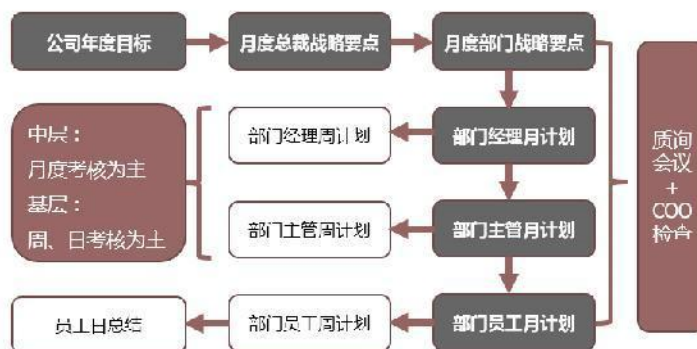 公司年度目标
月度总裁战略要点
月度部门战略要点
中层：
月度考核为主
基层：
周、日考核为主
部门经理周计划
部门经理月计划
部门主管周计划
部门主管月计划
员工日总结
部门员工周计划
部门员工月计划
质询
会议
+
COO
检查